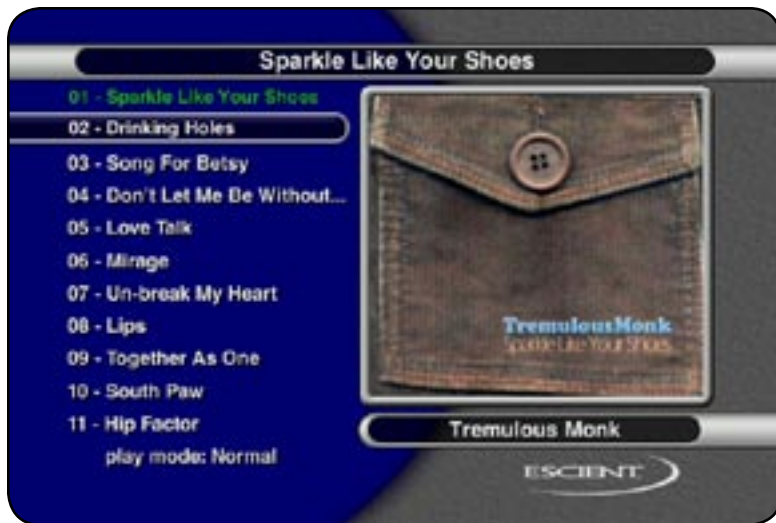 Sparkle Like Your Shoes
01 - Sparkle Like Your Shoes
02 - Drinking Holes
03 - Song For Betsy
04 - Don't Let Me Be Without...
05 - Love Talk
06 - Mirage
07 - Un-break My Heart
08 - Lips
09 - Together As One
10 - South Paw
11 - Hip Factor
play mode: Normal
TremulousMonk
Sparkle Like Your Shoes
Tremulous Monk
ESCIENT